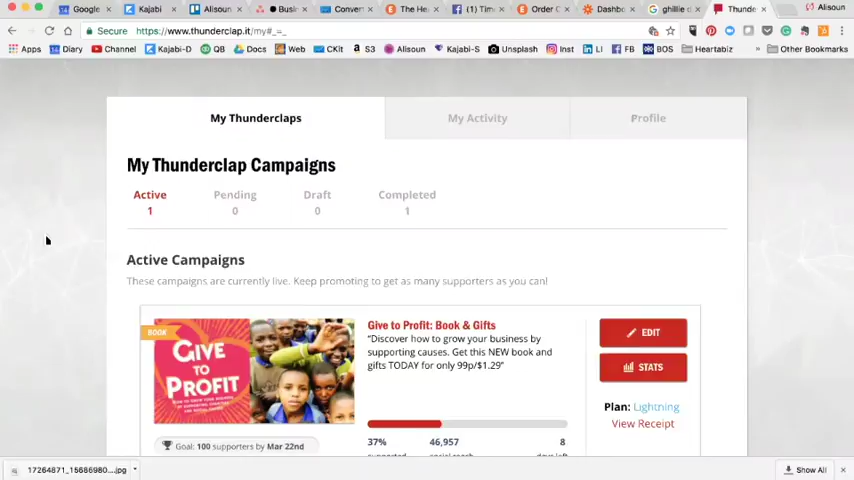 Google
Kajabi
Alisoun
Busin
Convert
The He
(1) Tim
Order C
Dashb
ghillie
Thunde
Alisoun
Secure https://www.thunderclap.it/my#_=_
Apps Diary Channel Kajabi-D QB Docs CKit S3 Alisoun Kajabi-S Unsplash Inst LI FB BOS Heartabiz Other Bookmarks
My Thunderclaps My Activity Profile
My Thunderclap Campaigns
Active Pending Draft Completed
1 0 0 1
Active Campaigns
These campaigns are currently live. Keep promoting to get as many supporters as you can!
BOOK
GIVE
TO
PROFIT
Give to Profit: Book & Gifts
"Discover how to grow your business by
supporting causes. Get this NEW book and
gifts TODAY for only 99p/$1.29"
EDIT
STATS
Plan: Lightning
View Receipt
37% 46,957 8
Goal: 100 supporters by Mar 22nd
17264871_15686980....jpg
Show All